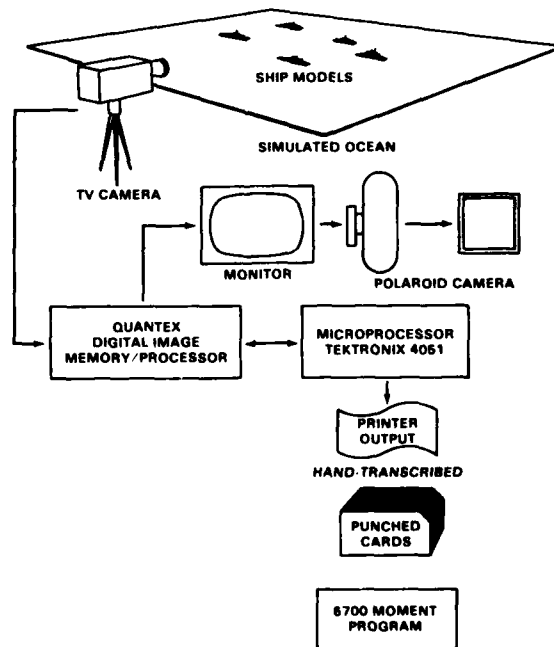 SHIP MODELS
SIMULATED OCEAN
TV CAMERA
MONITOR
POLAROID CAMERA
QUANTEX
DIGITAL IMAGE
MEMORY/PROCESSOR
MICROPROCESSOR
TEKTRONIX 4051
PRINTER
OUTPUT
HAND-TRANSCRIBED
PUNCHED
CARDS
6700 MOMENT
PROGRAM